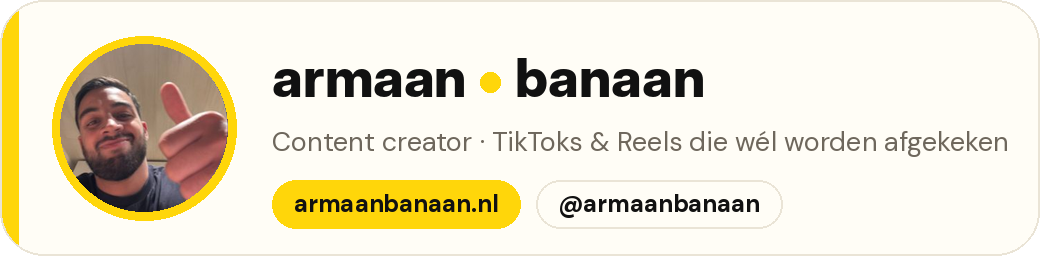 armaan banaan
Content creator · TikToks & Reels die wél worden afgekeken
armaanbanaan.nl @armaanbanaan